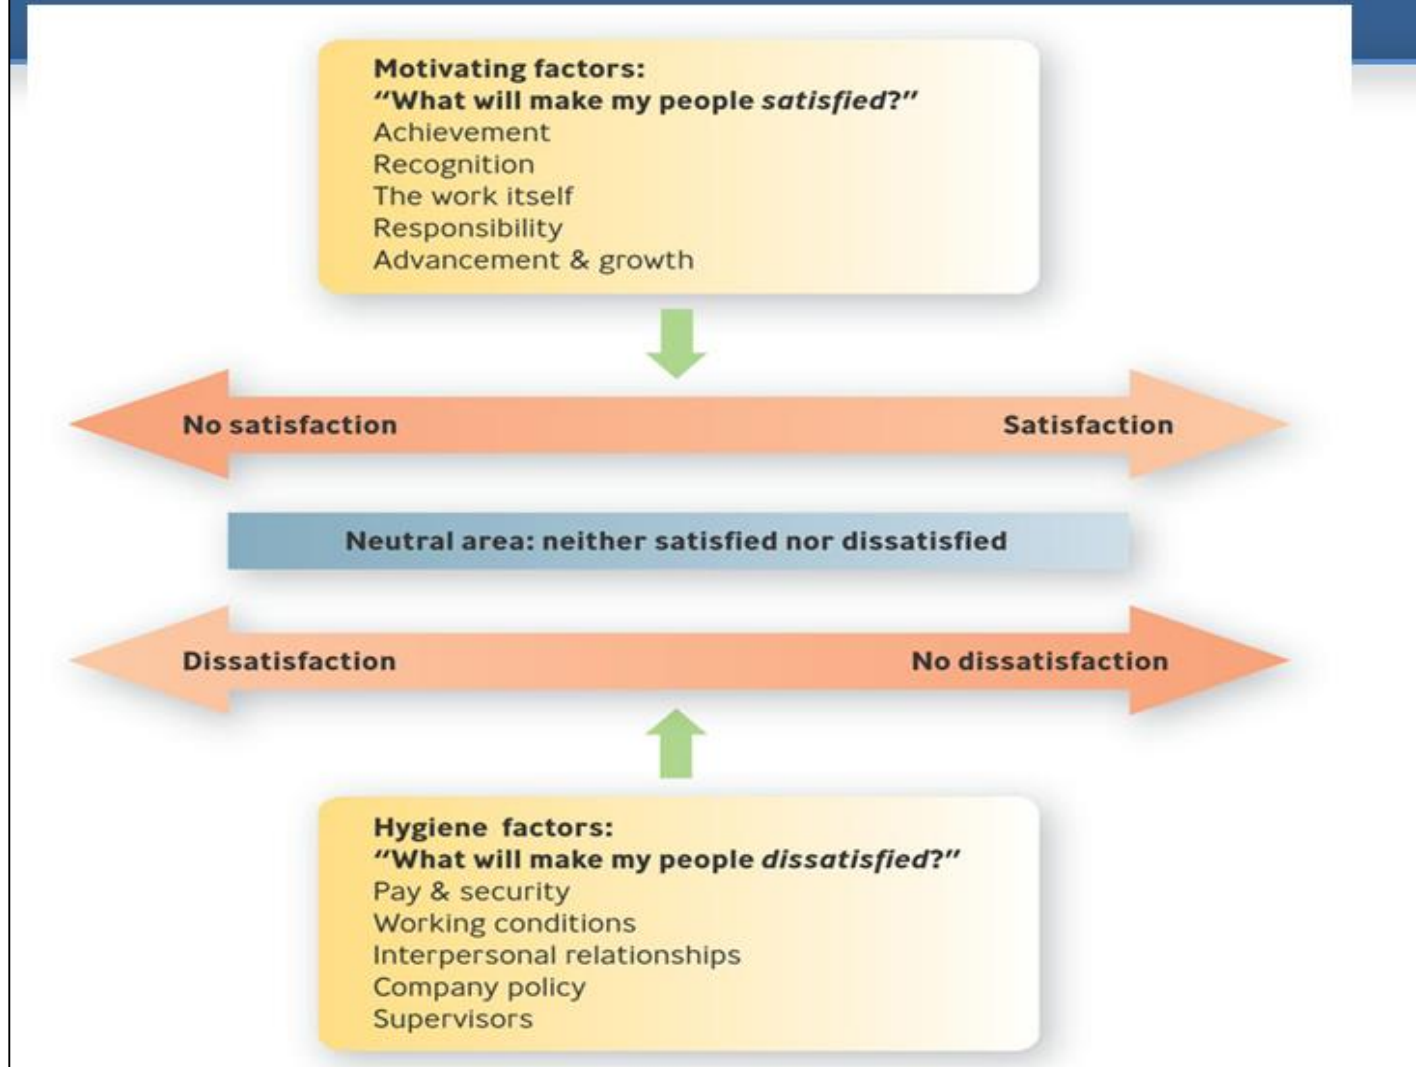 Motivating factors:
“What will make my people satisfied?”
Achievement
Recognition
The work itself
Responsibility
Advancement & growth
No satisfaction
Satisfaction
Neutral area: neither satisfied nor dissatisfied
Dissatisfaction
No dissatisfaction
Hygiene factors:
“What will make my people dissatisfied?”
Pay & security
Working conditions
Interpersonal relationships
Company policy
Supervisors